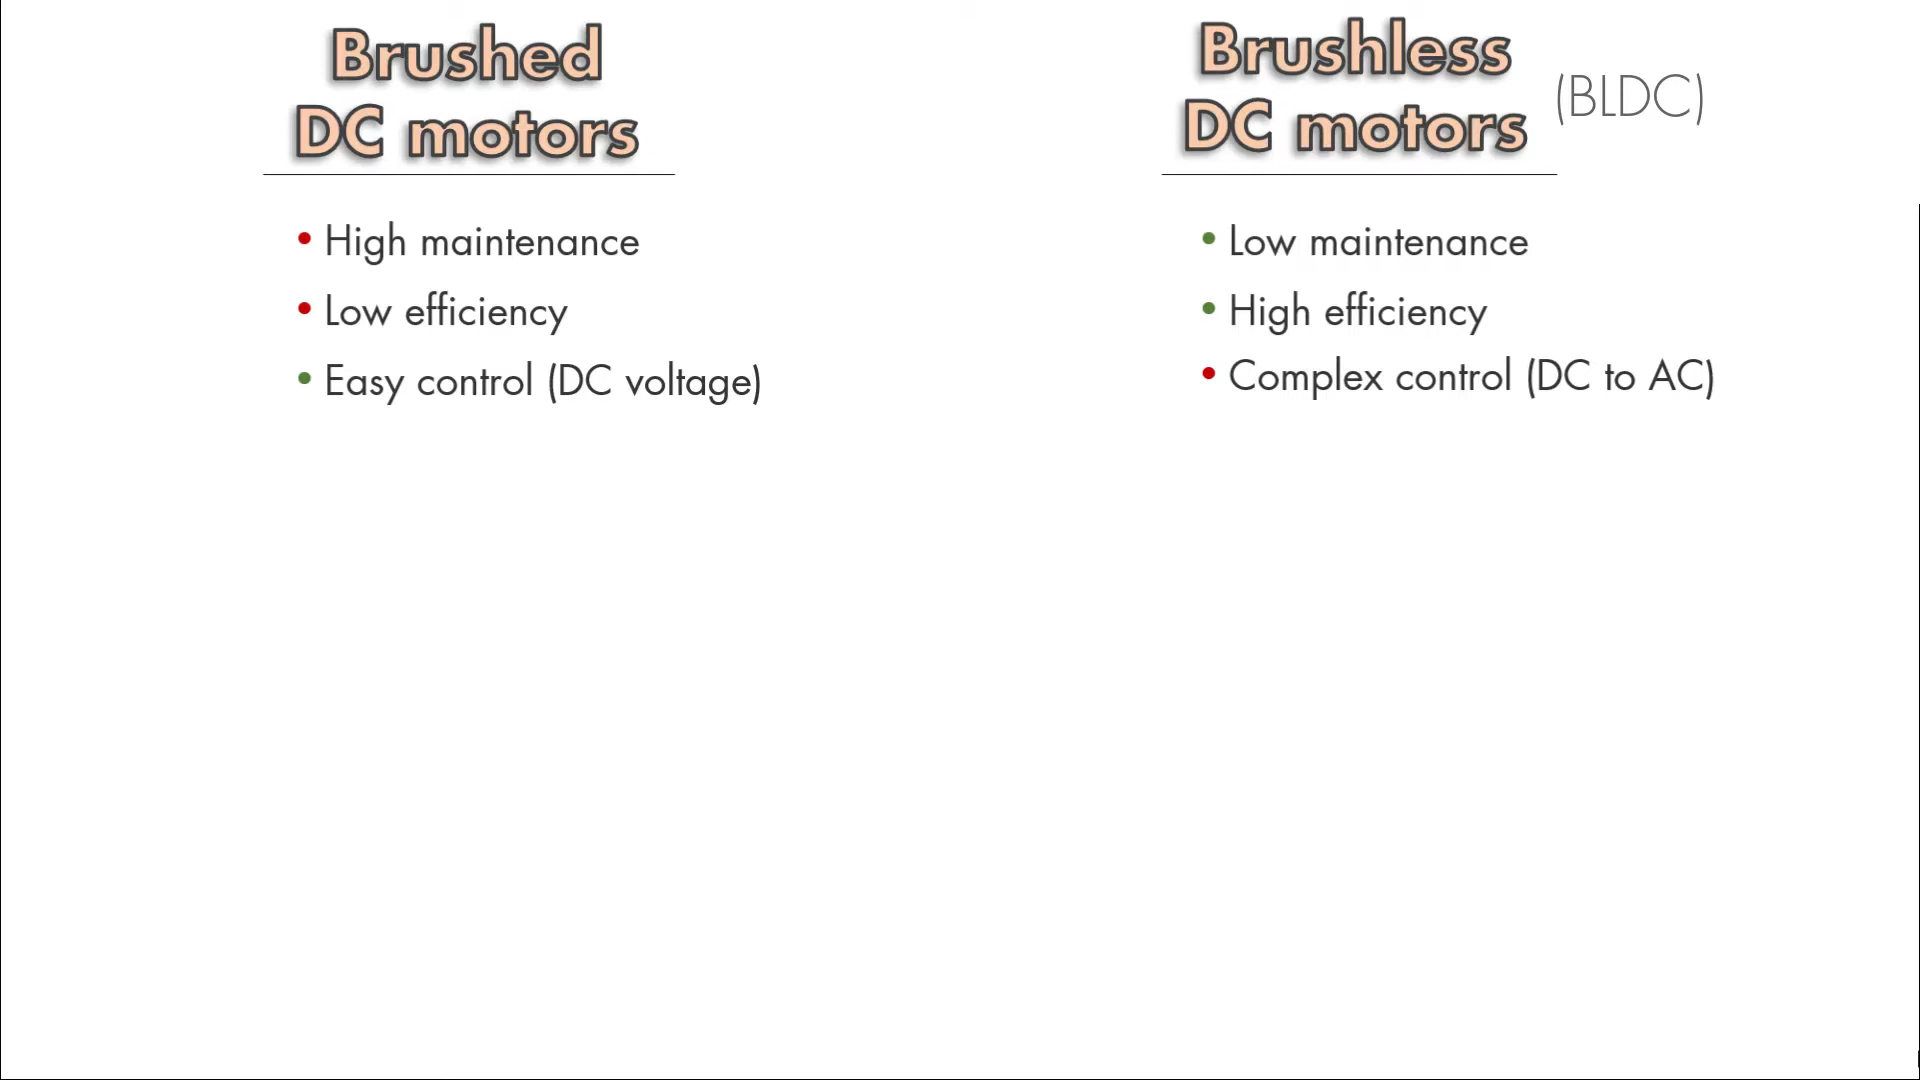 Brushed
DC motors
• High maintenance
• Low efficiency
• Easy control (DC voltage)
Brushless
DC motors
(BLDC)
• Low maintenance
• High efficiency
• Complex control (DC to AC)